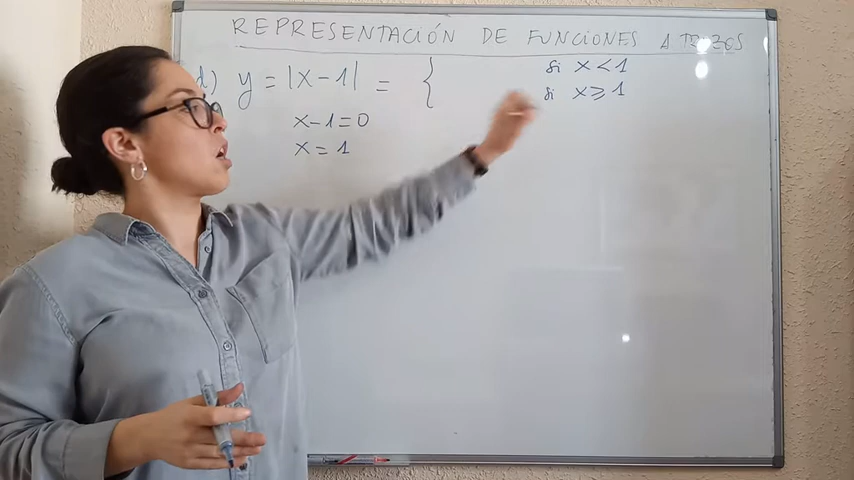 REPRESENTACIÓN DE FUNCIONES A TROZOS
d) y = |x-1| = {
si x < 1
si x ≥ 1
x-1=0
x = 1